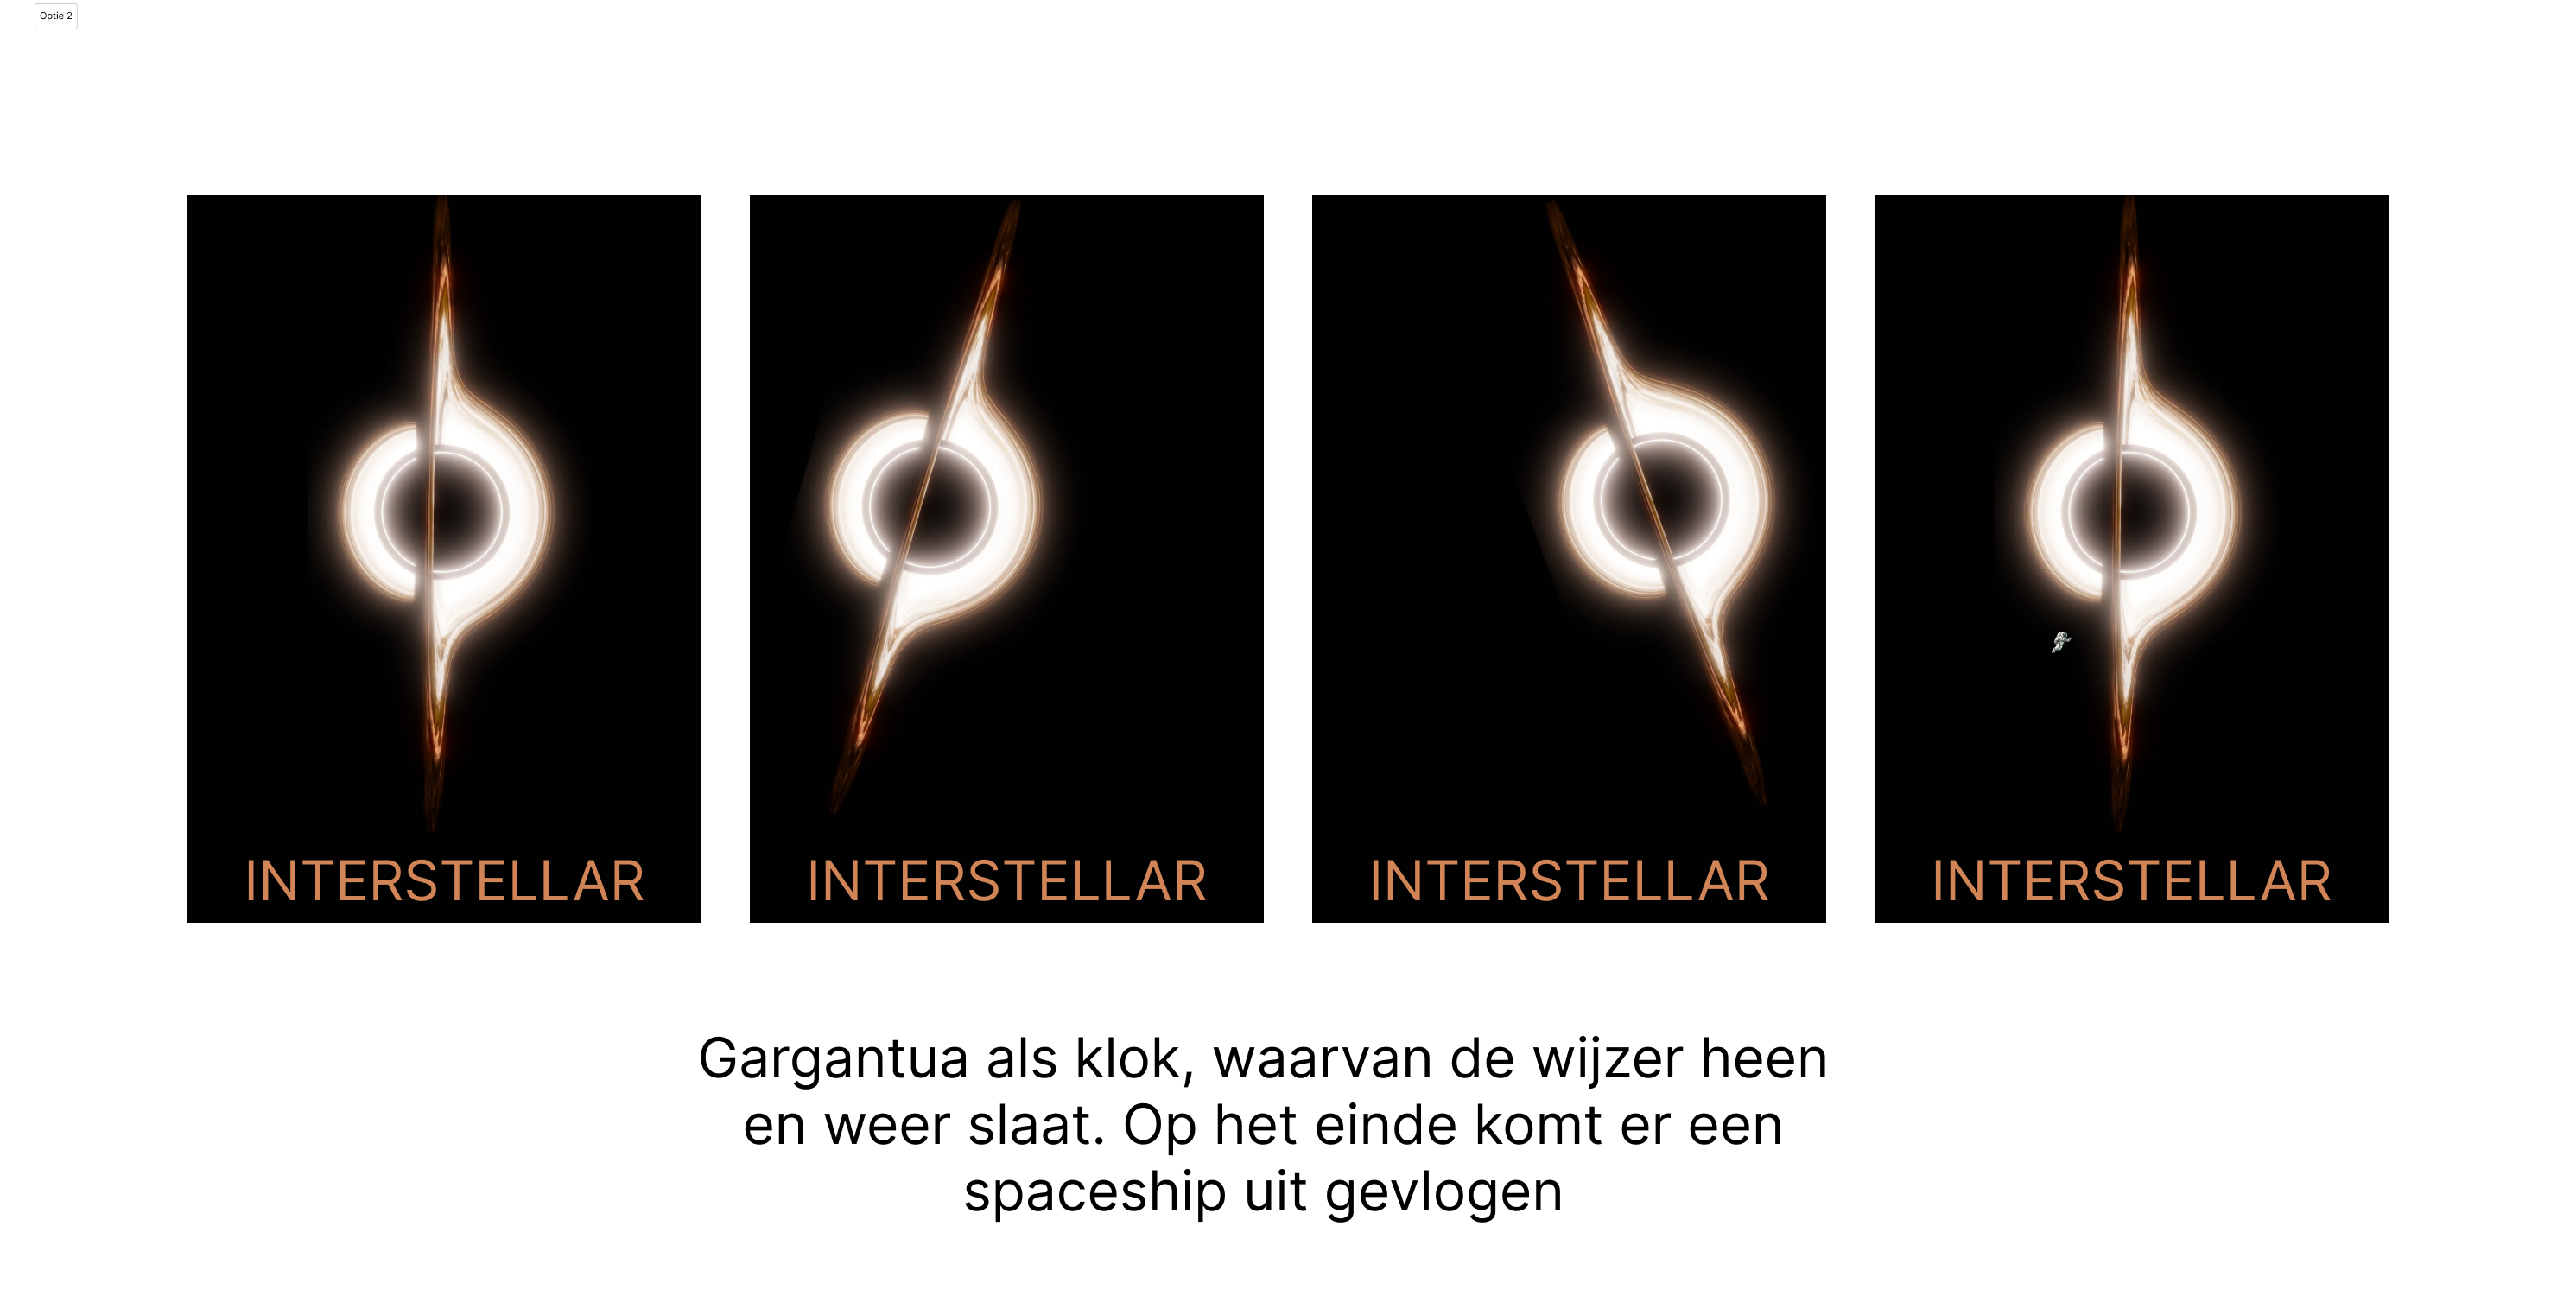 Optie 2
INTERSTELLAR
INTERSTELLAR
INTERSTELLAR
INTERSTELLAR
Gargantua als klok, waarvan de wijzer heen
en weer slaat. Op het einde komt er een
spaceship uit gevlogen